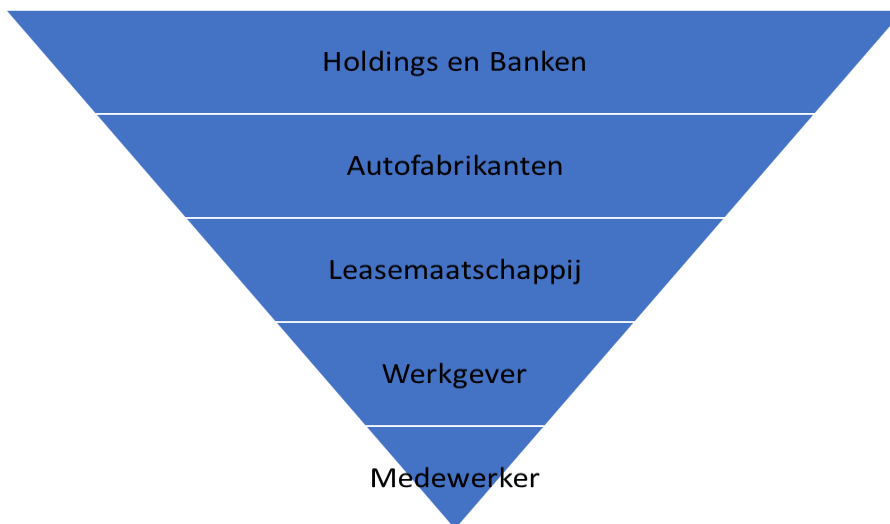 Holdings en Banken
Autofabrikanten
Leasemaatschappij
Werkgever
Medewerker